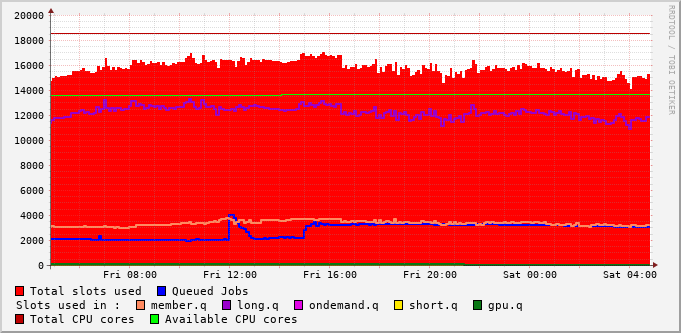 20000
18000
16000
14000
12000
10000
8000
6000
4000
2000
0
Fri 08:00 Fri 12:00 Fri 16:00 Fri 20:00 Sat 00:00 Sat 04:00
RRDTOOL / TOBI OETIKER
Total slots used Queued Jobs
Slots used in : member.q long.q ondemand.q short.q gpu.q
Total CPU cores Available CPU cores